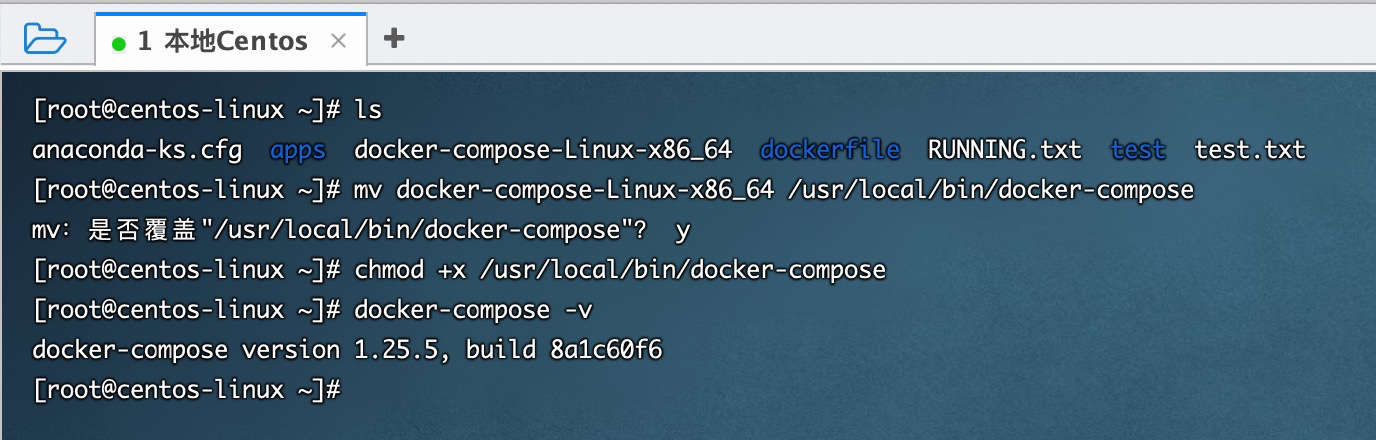 1 本地Centos
[root@centos-linux ~]# ls
anaconda-ks.cfg apps docker-compose-Linux-x86_64 dockerfile RUNNING.txt test test.txt
[root@centos-linux ~]# mv docker-compose-Linux-x86_64 /usr/local/bin/docker-compose
mv：是否覆盖"/usr/local/bin/docker-compose"? y
[root@centos-linux ~]# chmod +x /usr/local/bin/docker-compose
[root@centos-linux ~]# docker-compose -v
docker-compose version 1.25.5, build 8a1c60f6
[root@centos-linux ~]#